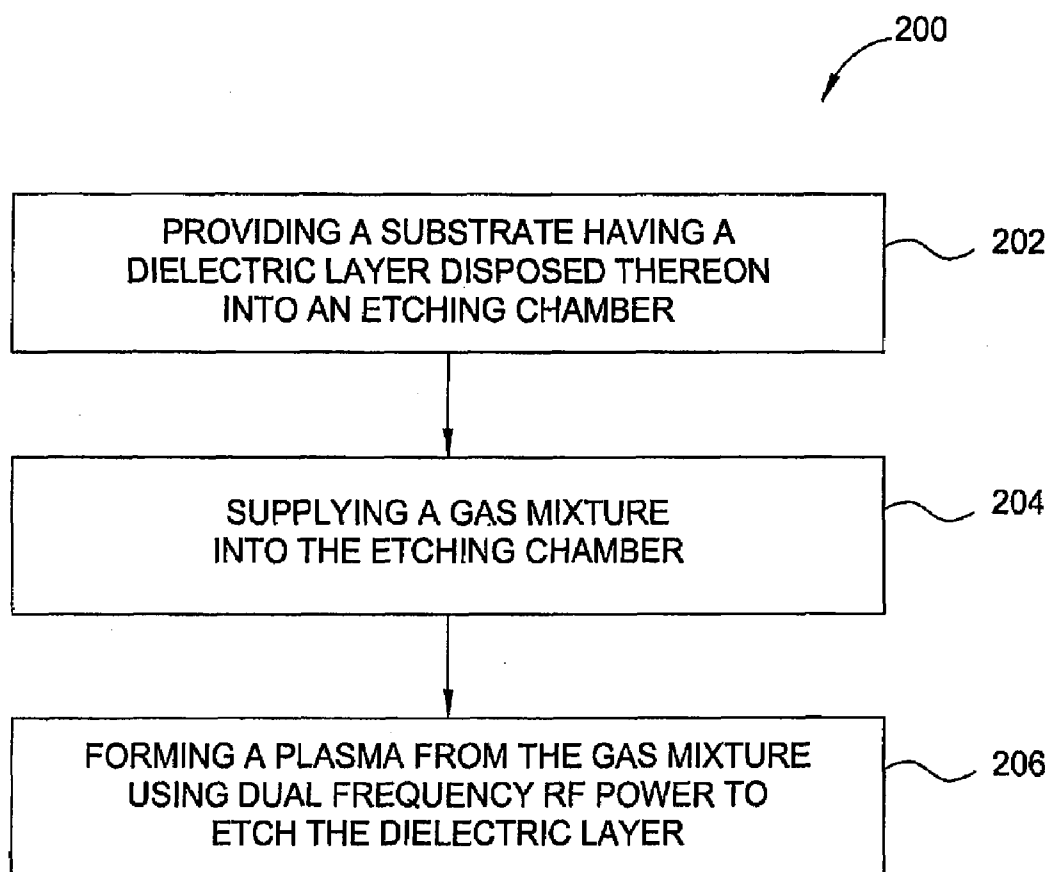 200
PROVIDING A SUBSTRATE HAVING A
DIELECTRIC LAYER DISPOSED THEREON
INTO AN ETCHING CHAMBER
202
SUPPLYING A GAS MIXTURE
INTO THE ETCHING CHAMBER
204
FORMING A PLASMA FROM THE GAS MIXTURE
USING DUAL FREQUENCY RF POWER TO
ETCH THE DIELECTRIC LAYER
206